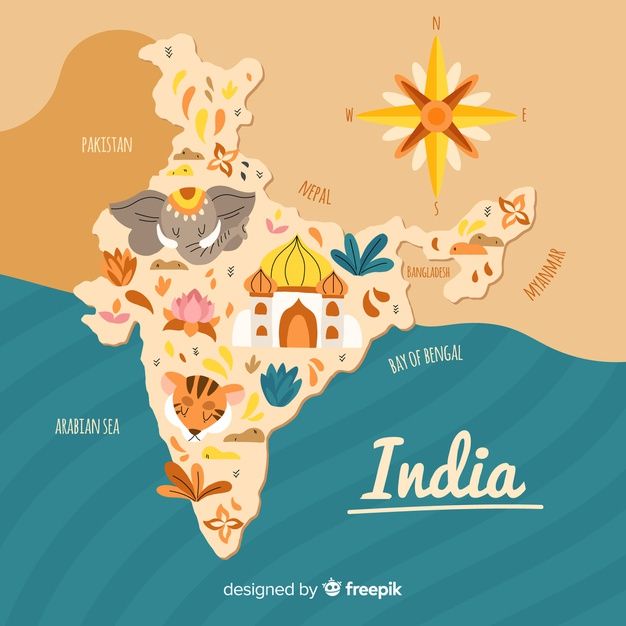 N
W
E
S
PAKISTAN
NEPAL
BANGLADESH
MYANMAR
BAY OF BENGAL
ARABIAN SEA
India
designed by freepik